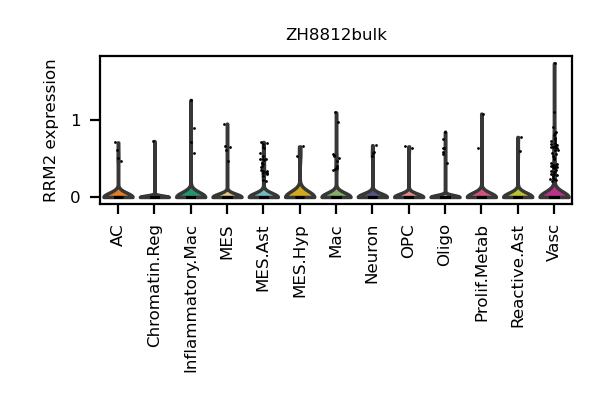 ZH8812bulk
RRM2 expression
1
0
AC
Chromatin.Reg
Inflammatory.Mac
MES
MES.Ast
MES.Hyp
Mac
Neuron
OPC
Oligo
Prolif.Metab
Reactive.Ast
Vasc